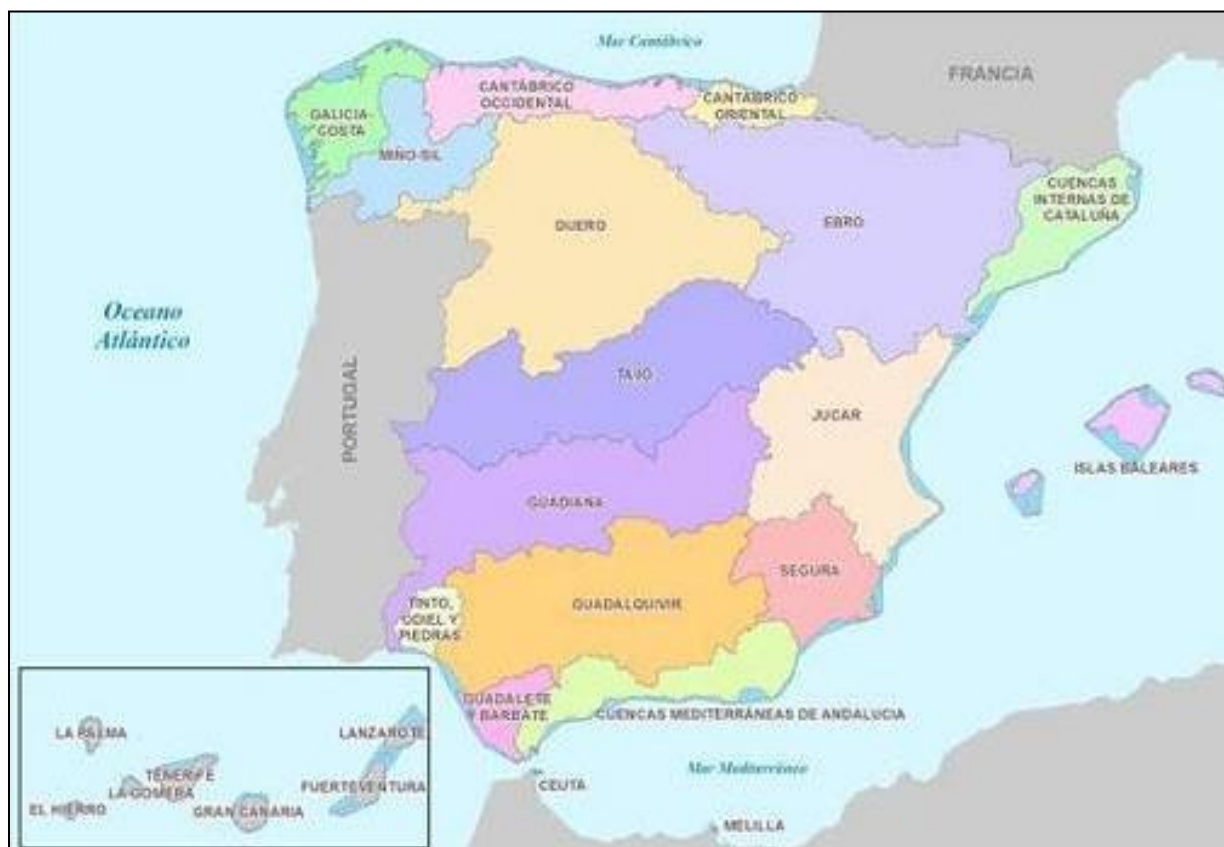 Mar Cantábrico
FRANCIA
CANTÁBRICO
OCCIDENTAL
CANTÁBRICO
ORIENTAL
GALICIA-
COSTA
MIÑO-SIL
CUENCAS
INTERNAS DE
CATALUÑA
DUERO
EBRO
Oceano
Atlántico
PORTUGAL
TAJO
JUCAR
ISLAS BALEARES
GUADIANA
SEGURA
TINTO,
ODIEL Y
PIEDRAS
GUADALQUIVIR
GUADALETE
Y BARBATE
CUENCAS MEDITERRÁNEAS DE ANDALUCIA
Mar Mediterráneo
CEUTA
MELILLA
LA PALMA
LANZAROTE
TENERIFE
LA GOMERA
FUERTEVENTURA
EL HIERRO
GRAN CANARIA